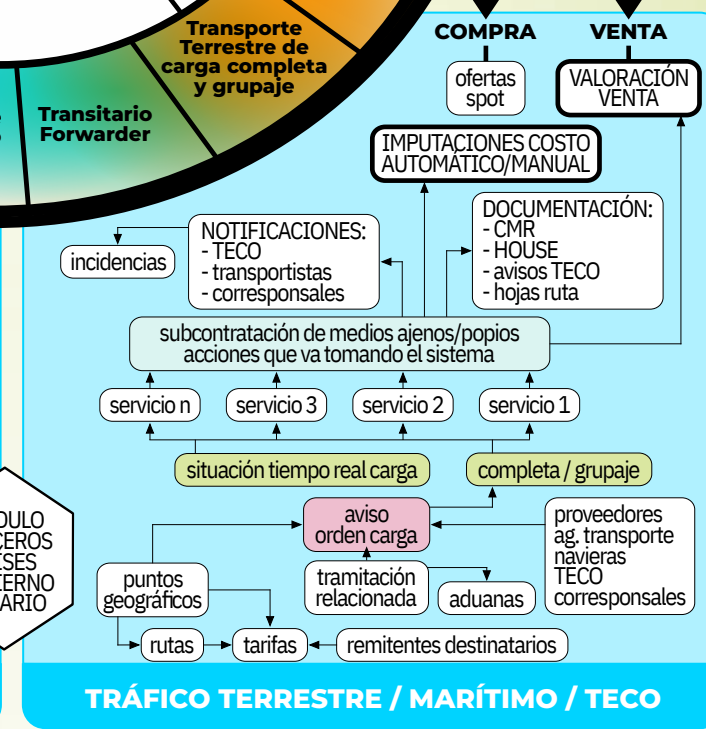 Transporte
Terrestre de
carga completa
y grupaje
Transitario
Forwarder
COMPRA
VENTA
ofertas
spot
VALORACIÓN
VENTA
IMPUTACIONES COSTO
AUTOMÁTICO/MANUAL
NOTIFICACIONES:
- TECO
- transportistas
- corresponsales
incidencias
DOCUMENTACIÓN:
- CMR
- HOUSE
- avisos TECO
- hojas ruta
subcontratación de medios ajenos/popios
acciones que va tomando el sistema
servicio n
servicio 3
servicio 2
servicio 1
situación tiempo real carga
completa / grupaje
aviso
orden carga
proveedores
ag. transporte
navieras
TECO
corresponsales
puntos
geográficos
tramitación
relacionada
aduanas
rutas
tarifas
remitentes destinatarios
TRÁFICO TERRESTRE / MARÍTIMO / TECO